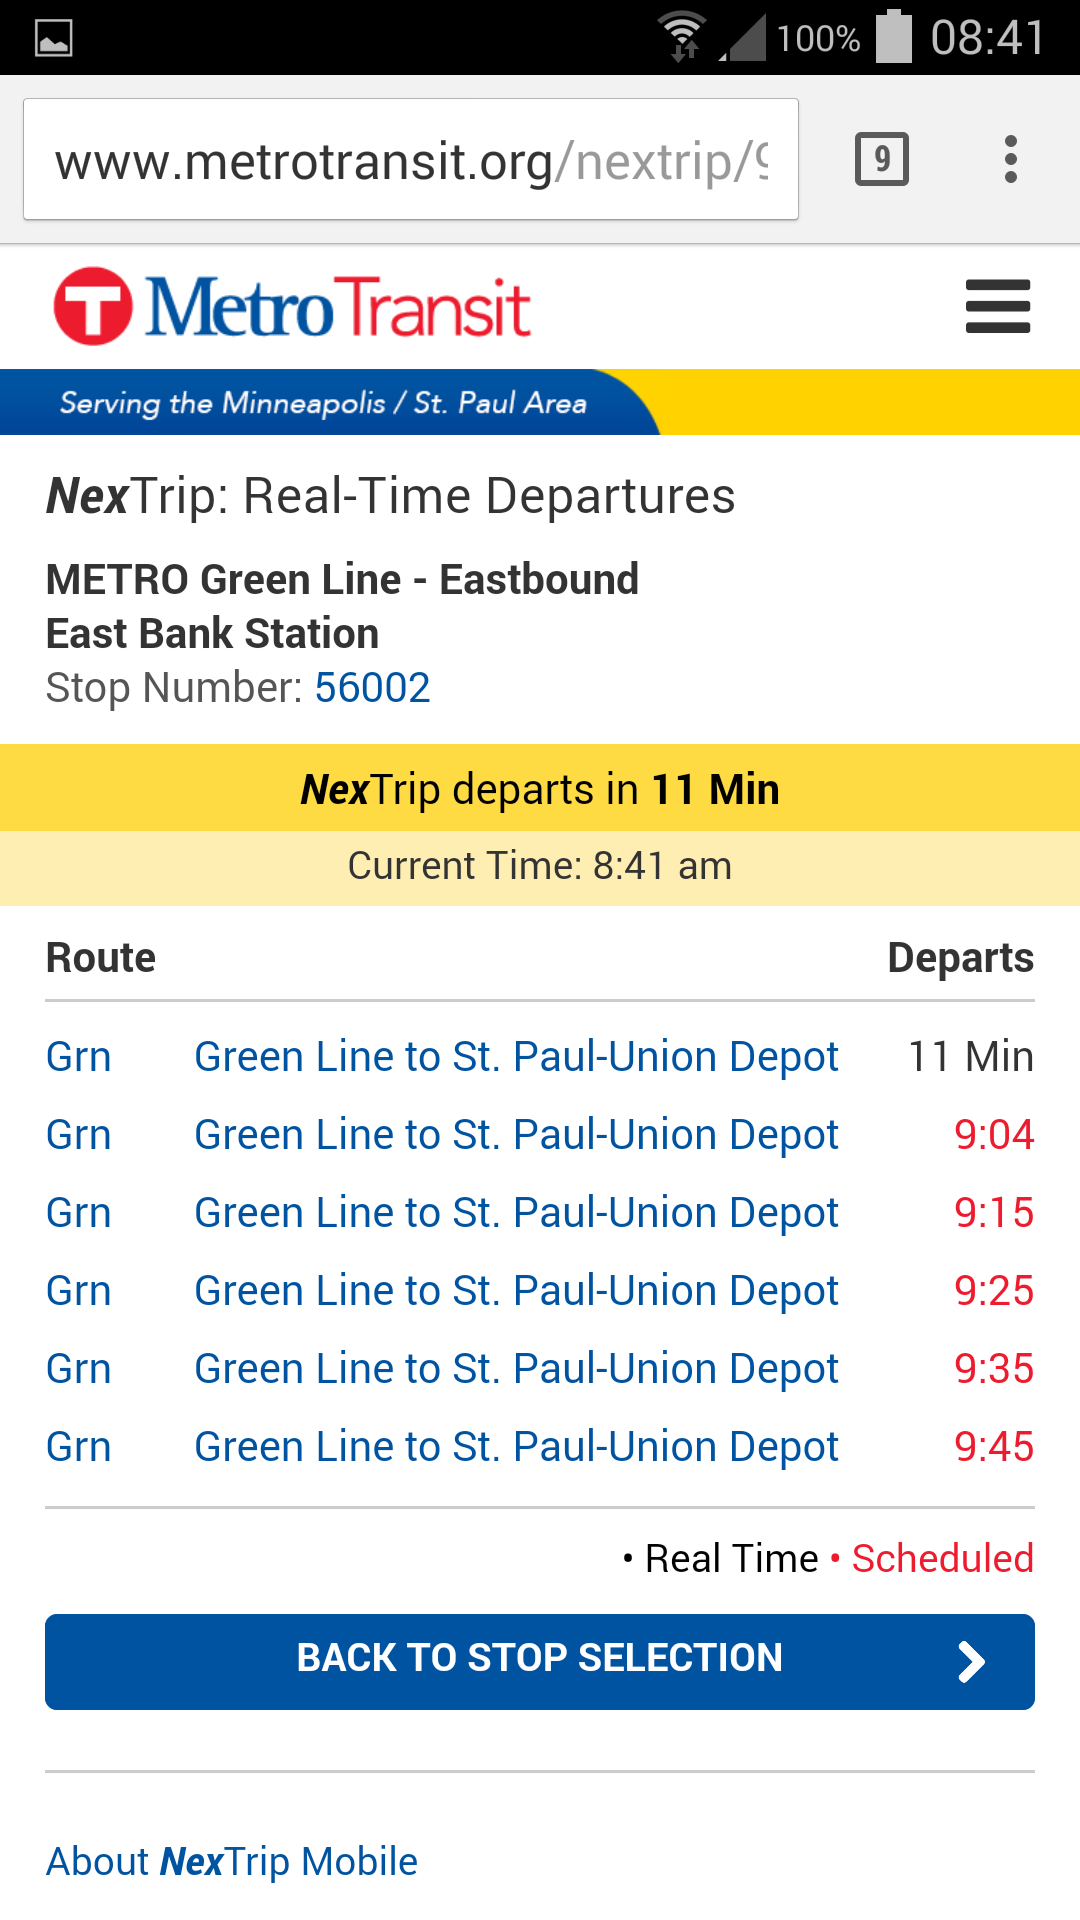 100% 08:41
www.metrotransit.org/nextrip/9
9
T MetroTransit
Serving the Minneapolis / St. Paul Area
NexTrip: Real-Time Departures
METRO Green Line - Eastbound
East Bank Station
Stop Number: 56002
NexTrip departs in 11 Min
Current Time: 8:41 am
Route Departs
Grn Green Line to St. Paul-Union Depot 11 Min
Grn Green Line to St. Paul-Union Depot 9:04
Grn Green Line to St. Paul-Union Depot 9:15
Grn Green Line to St. Paul-Union Depot 9:25
Grn Green Line to St. Paul-Union Depot 9:35
Grn Green Line to St. Paul-Union Depot 9:45
• Real Time • Scheduled
BACK TO STOP SELECTION
About NexTrip Mobile